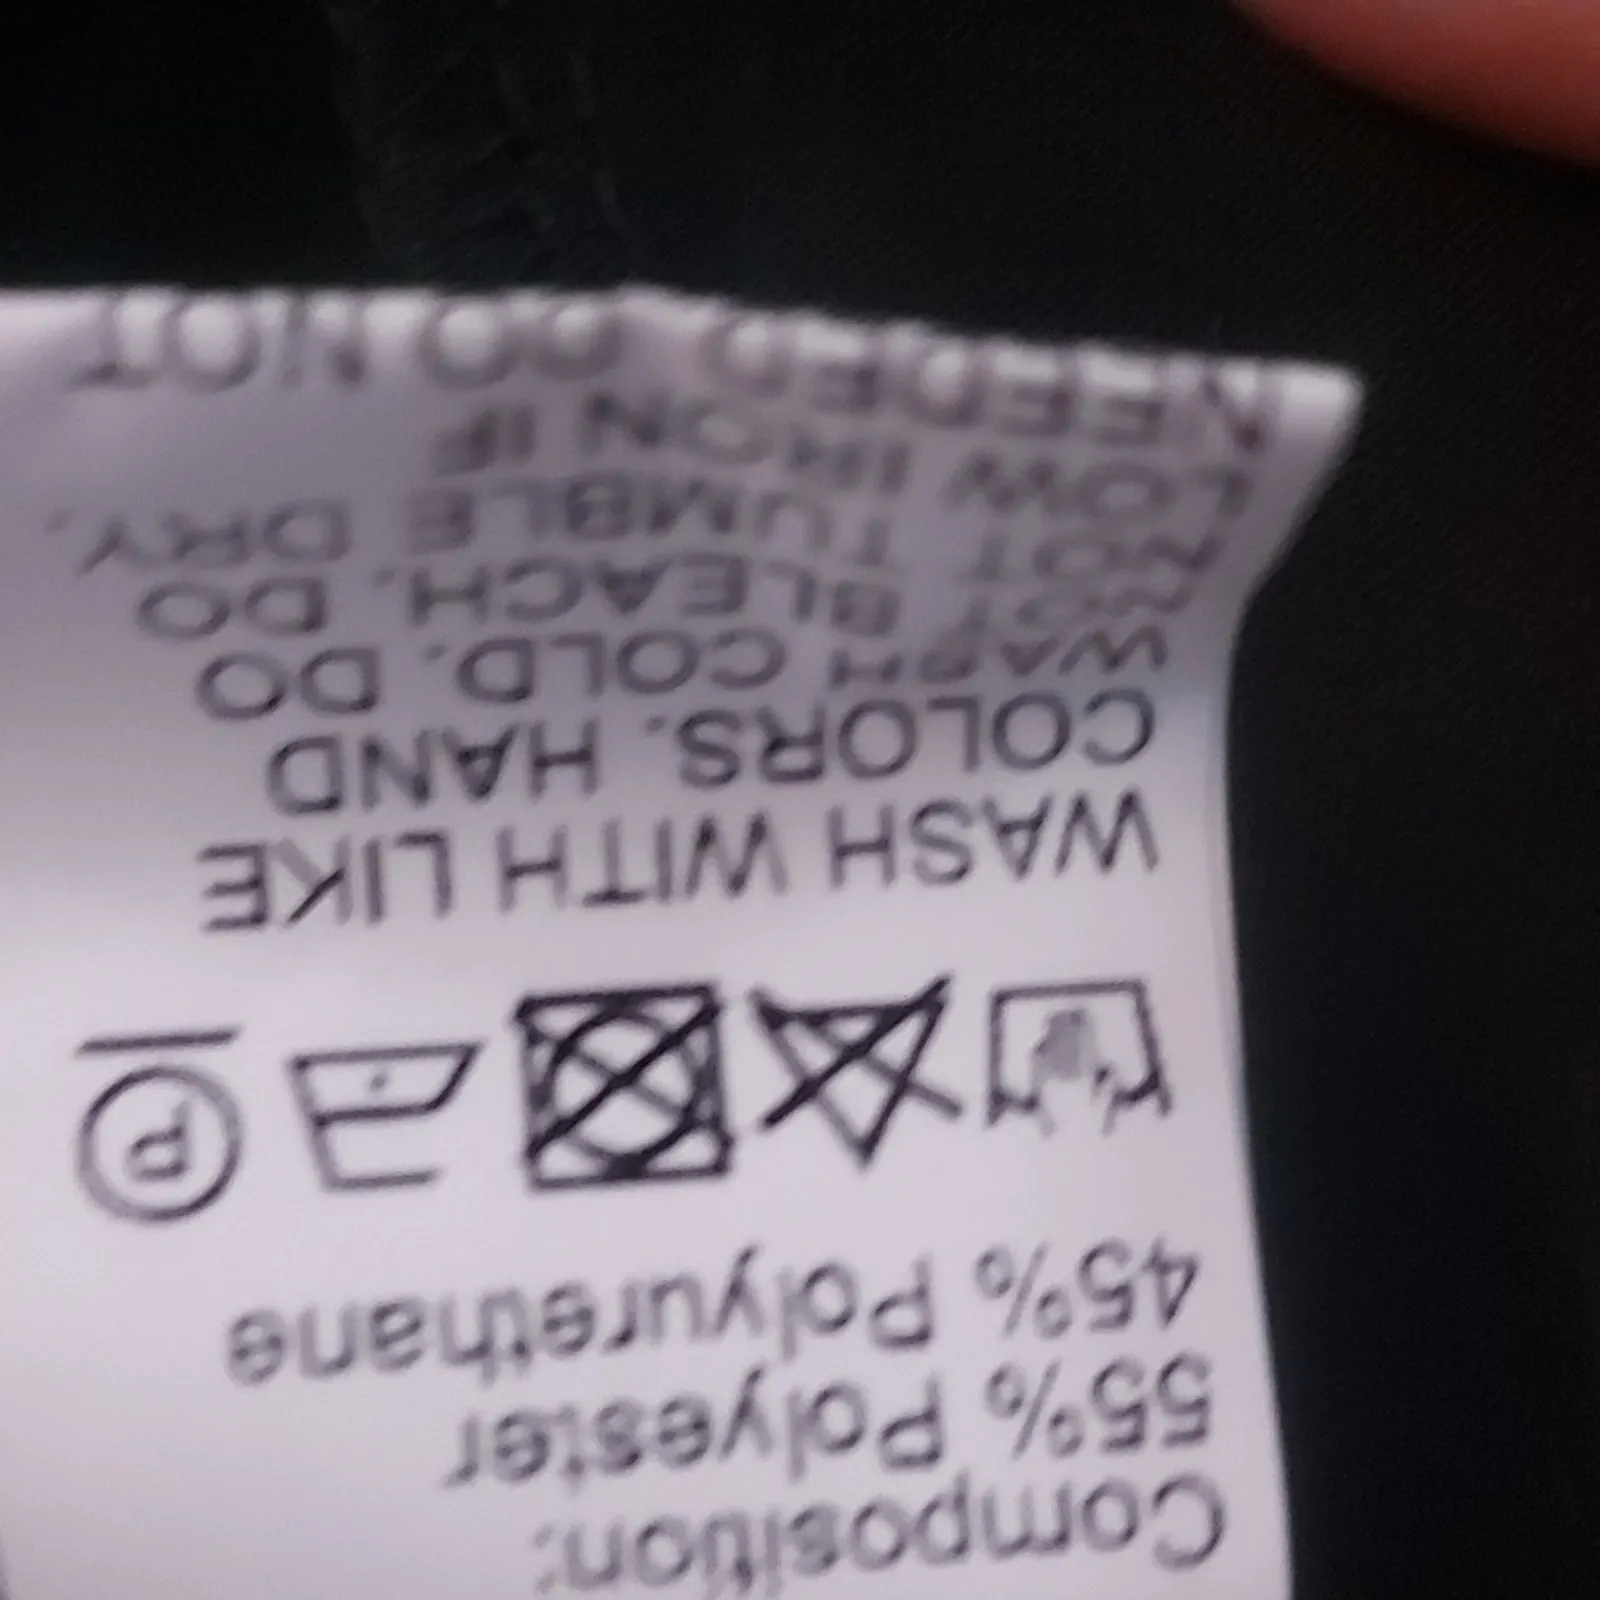 Composition:
55% Polyester
45% Polyurethane
P
WASH WITH LIKE
COLORS. HAND
WASH COLD. DO
NOT BLEACH. DO
NOT TUMBLE DRY.
LOW IRON IF
NEEDED DO NOT